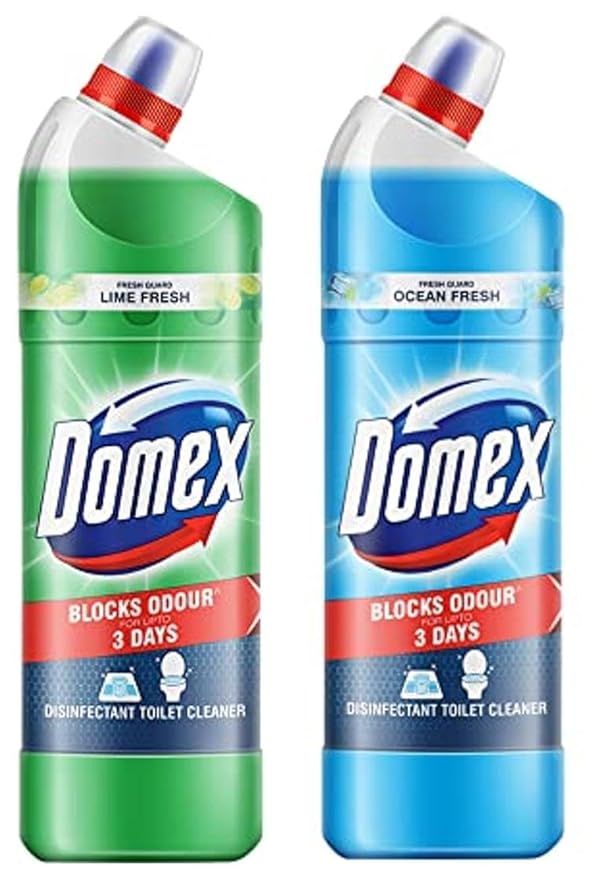 FRESH GUARD
LIME FRESH
Domex
BLOCKS ODOUR^
FOR UPTO
3 DAYS
DISINFECTANT TOILET CLEANER
FRESH GUARD
OCEAN FRESH
Domex
BLOCKS ODOUR^
FOR UPTO
3 DAYS
DISINFECTANT TOILET CLEANER